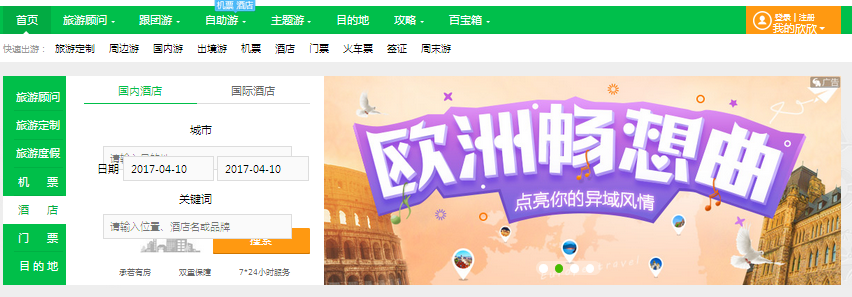 机票 酒店
首页 旅游顾问 跟团游 自助游 主题游 目的地 攻略 百宝箱
登录 | 注册
我的欣欣
快速出游： 旅游定制 周边游 国内游 出境游 机票 酒店 门票 火车票 签证 周末游
广告
旅游顾问
旅游定制
旅游度假
机 票
酒 店
门 票
目的地
国内酒店 国际酒店
城市
日期 2017-04-10 2017-04-10
关键词
请输入位置、酒店名或品牌
搜索
承若有房 双重保障 7*24小时服务
欧洲畅想曲
点亮你的异域风情